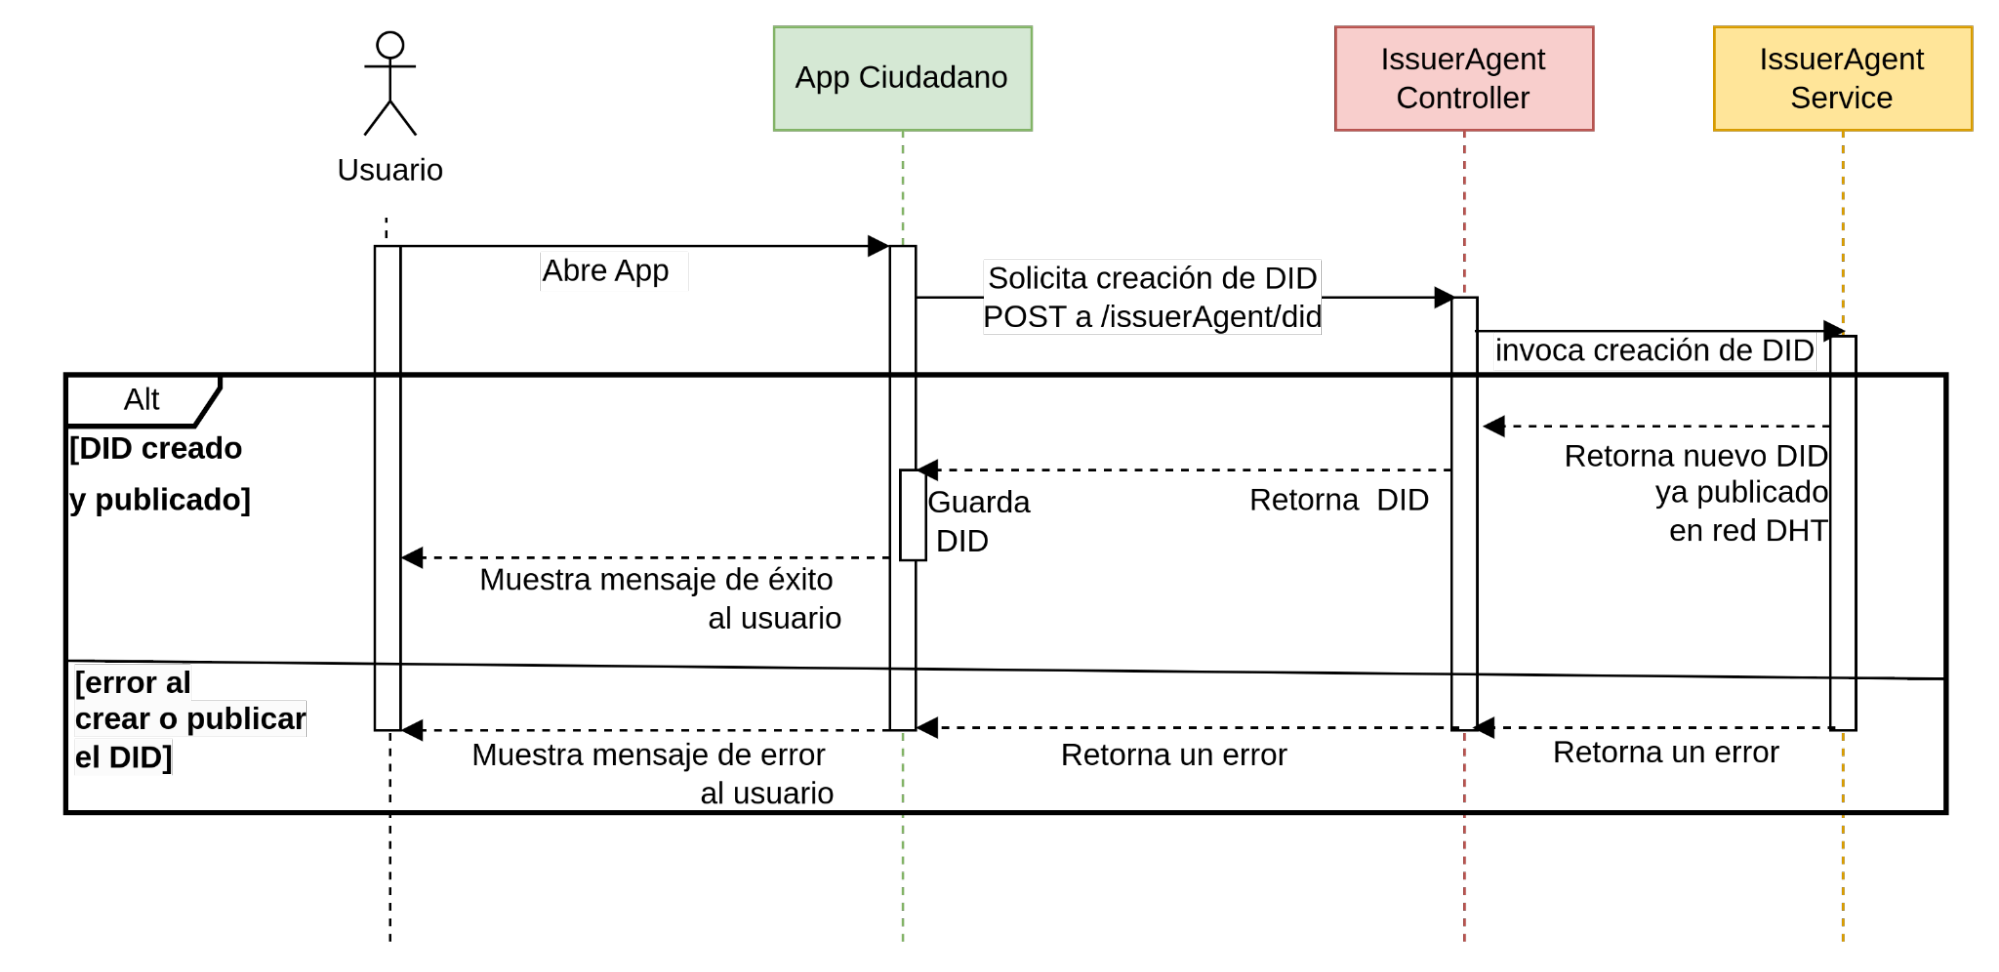 Usuario
App Ciudadano
IssuerAgent
Controller
IssuerAgent
Service
Abre App
Solicita creación de DID
POST a /issuerAgent/did
invoca creación de DID
Alt
[DID creado
y publicado]
Retorna nuevo DID
ya publicado
en red DHT
Retorna DID
Guarda
DID
Muestra mensaje de éxito
al usuario
[error al
crear o publicar
el DID]
Retorna un error
Retorna un error
Muestra mensaje de error
al usuario